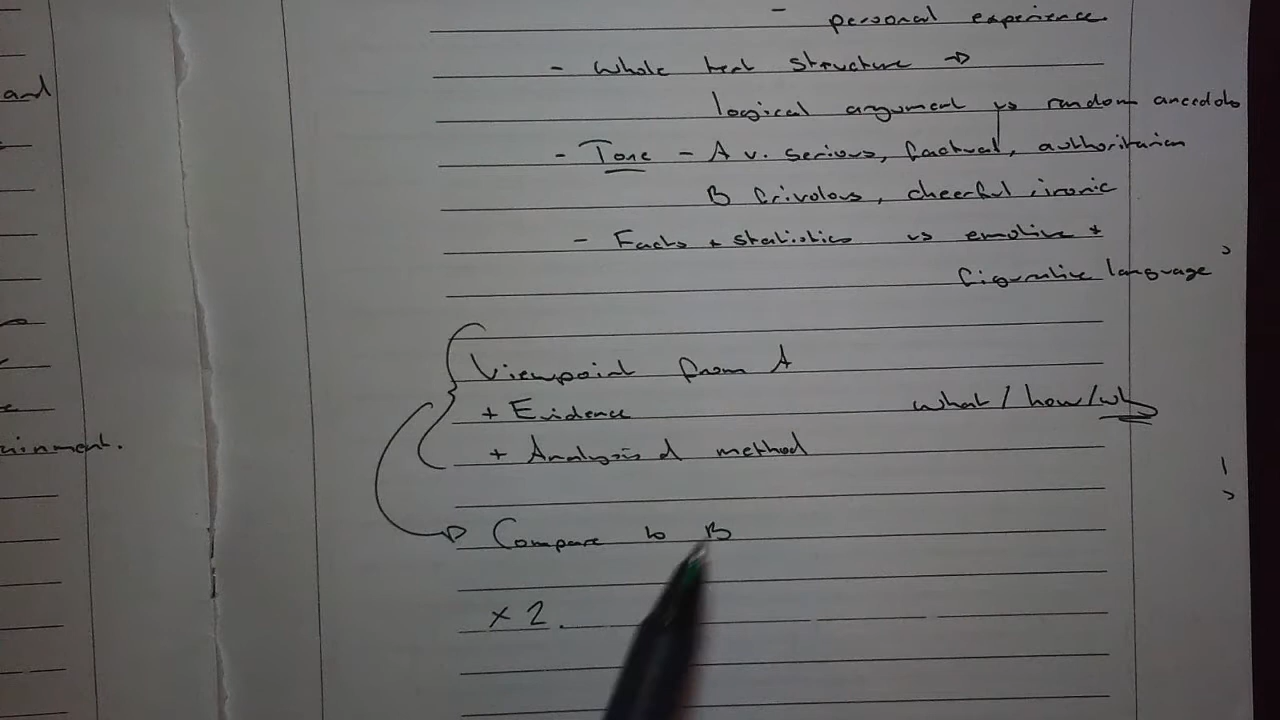 - personal experience.
- Whole text structure →
logical argument vs random anecdote
- Tone - A v. serious, factual, authoritarian
B frivolous, cheerful, ironic
- Facts + statistics vs emotive +
figurative language
and
Viewpoint from A
+ Evidence
what / how / why
+ Analysis of method
→ Compare to B
x 2.